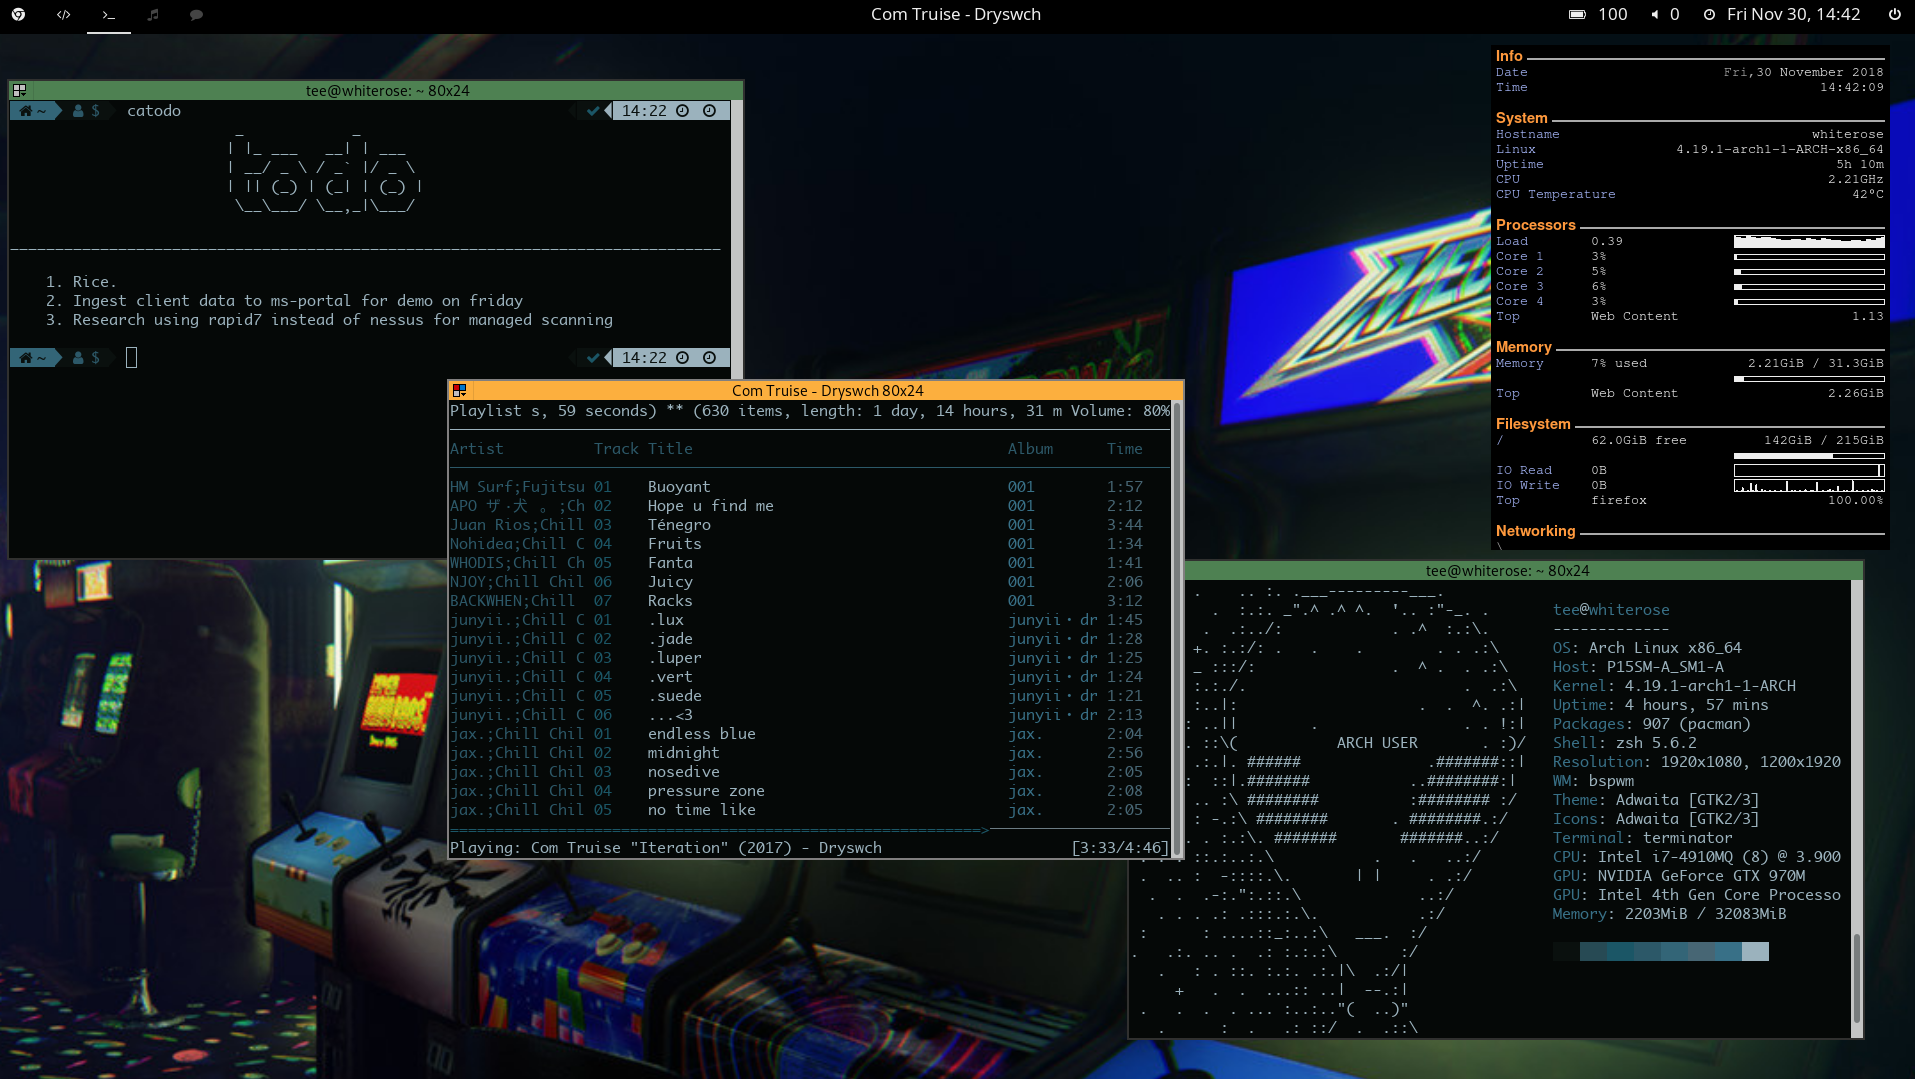 Com Truise - Dryswch
100
0
Fri Nov 30, 14:42
tee@whiterose: ~ 80x24
~ $ catodo 14:22
_ _
| |_ ___ __| | ___
| __/ _ \ / _` |/ _ \
| || (_) | (_| | (_) |
\__\___/ \__,_|\___/
1. Rice.
2. Ingest client data to ms-portal for demo on friday
3. Research using rapid7 instead of nessus for managed scanning
~ $ 14:22
Com Truise - Dryswch 80x24
Playlist s, 59 seconds) ** (630 items, length: 1 day, 14 hours, 31 m Volume: 80%
Artist Track Title Album Time
HM Surf;Fujitsu 01 Buoyant 001 1:57
APO ザ·犬 。;Ch 02 Hope u find me 001 2:12
Juan Rios;Chill 03 Ténegro 001 3:44
Nohidea;Chill C 04 Fruits 001 1:34
WHODIS;Chill Ch 05 Fanta 001 1:41
NJOY;Chill Chil 06 Juicy 001 2:06
BACKWHEN;Chill 07 Racks 001 3:12
junyii.;Chill C 01 .lux junyii・dr 1:45
junyii.;Chill C 02 .jade junyii・dr 1:28
junyii.;Chill C 03 .luper junyii・dr 1:25
junyii.;Chill C 04 .vert junyii・dr 1:24
junyii.;Chill C 05 .suede junyii・dr 1:21
junyii.;Chill C 06 ...<3 junyii・dr 2:13
jax.;Chill Chil 01 endless blue jax. 2:04
jax.;Chill Chil 02 midnight jax. 2:56
jax.;Chill Chil 03 nosedive jax. 2:05
jax.;Chill Chil 04 pressure zone jax. 2:08
jax.;Chill Chil 05 no time like jax. 2:05
Playing: Com Truise "Iteration" (2017) - Dryswch [3:33/4:46]
Info
Date Fri,30 November 2018
Time 14:42:09
System
Hostname whiterose
Linux 4.19.1-arch1-1-ARCH-x86_64
Uptime 5h 10m
CPU 2.21GHz
CPU Temperature 42°C
Processors
Load 0.39
Core 1 3%
Core 2 5%
Core 3 6%
Core 4 3%
Top Web Content 1.13
Memory
Memory 7% used 2.21GiB / 31.3GiB
Top Web Content 2.26GiB
Filesystem
/ 62.0GiB free 142GiB / 215GiB
IO Read 0B
IO Write 0B
Top firefox 100.00%
Networking
tee@whiterose: ~ 80x24
ARCH USER
tee@whiterose
-------------
OS: Arch Linux x86_64
Host: P15SM-A_SM1-A
Kernel: 4.19.1-arch1-1-ARCH
Uptime: 4 hours, 57 mins
Packages: 907 (pacman)
Shell: zsh 5.6.2
Resolution: 1920x1080, 1200x1920
WM: bspwm
Theme: Adwaita [GTK2/3]
Icons: Adwaita [GTK2/3]
Terminal: terminator
CPU: Intel i7-4910MQ (8) @ 3.900
GPU: NVIDIA GeForce GTX 970M
GPU: Intel 4th Gen Core Processo
Memory: 2203MiB / 32083MiB